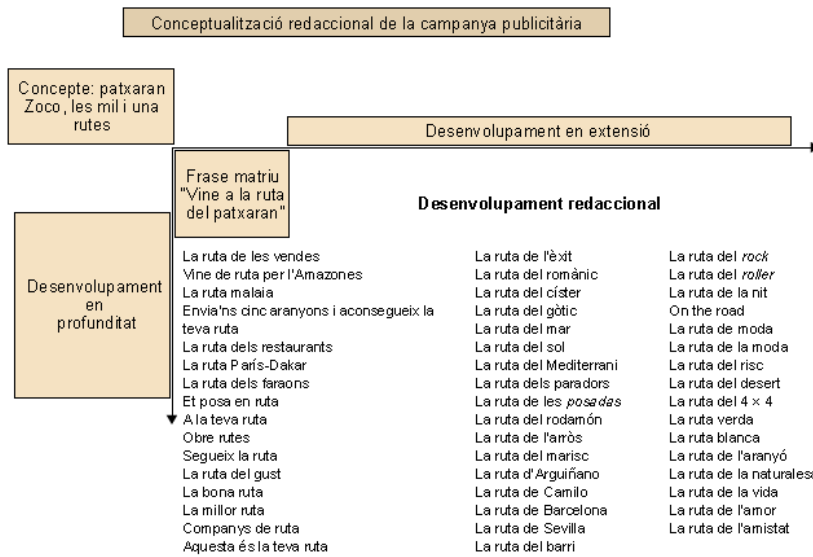 Conceptualització redaccional de la campanya publicitària
Concepte: patxaran
Zoco, les mil i una
rutes
Desenvolupament en extensió
Frase matriu
"Vine a la ruta
del patxaran"
Desenvolupament redaccional
Desenvolupament
en
profunditat
La ruta de les vendes
Vine de ruta per l'Amazones
La ruta malaia
Envia'ns cinc aranyons i aconsegueix la
teva ruta
La ruta dels restaurants
La ruta París-Dakar
La ruta dels faraons
Et posa en ruta
A la teva ruta
Obre rutes
Segueix la ruta
La ruta del gust
La bona ruta
La millor ruta
Companys de ruta
Aquesta és la teva ruta
La ruta de l'èxit
La ruta del romànic
La ruta del císter
La ruta del gòtic
La ruta del mar
La ruta del sol
La ruta del Mediterrani
La ruta dels paradors
La ruta de les posadas
La ruta del rodamón
La ruta de l'arròs
La ruta del marisc
La ruta d'Arguiñano
La ruta de Camilo
La ruta de Barcelona
La ruta de Sevilla
La ruta del barri
La ruta del rock
La ruta del roller
La ruta de la nit
On the road
La ruta de moda
La ruta de la moda
La ruta del risc
La ruta del desert
La ruta del 4 × 4
La ruta verda
La ruta blanca
La ruta de l'aranyó
La ruta de la naturalesa
La ruta de la vida
La ruta de l'amor
La ruta de l'amistat